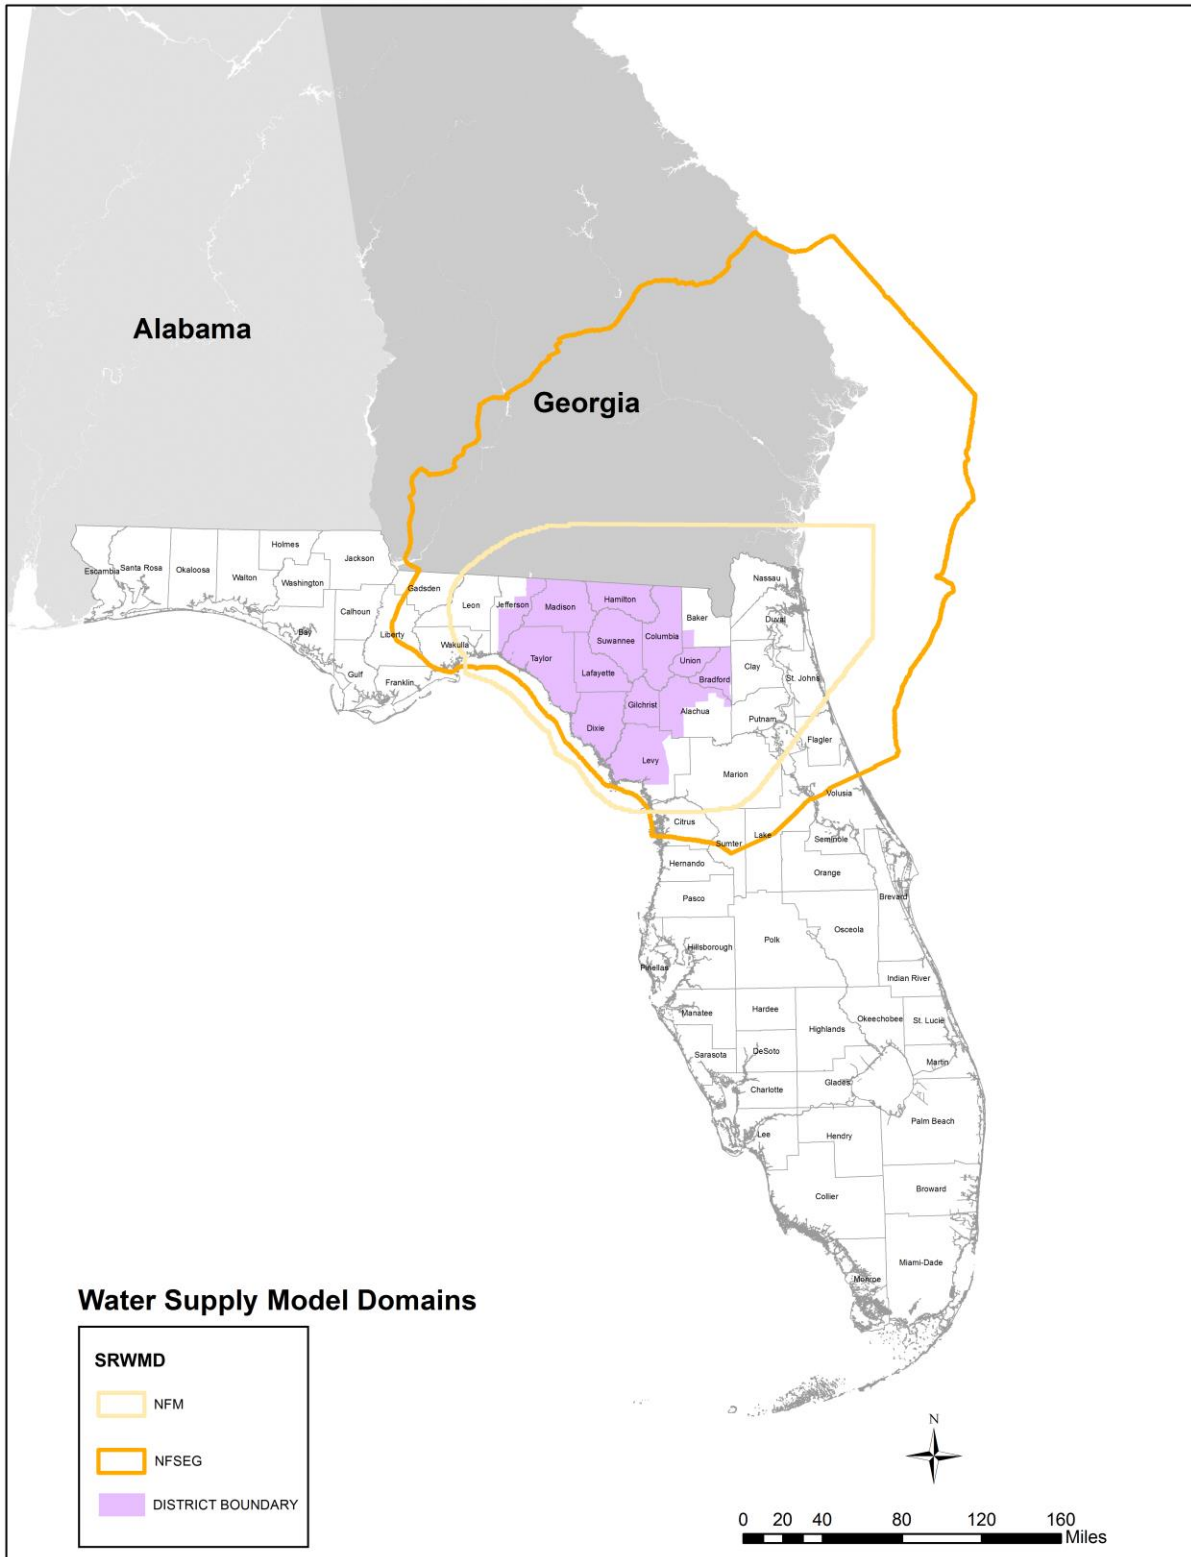 Alabama
Georgia
Holmes
Jackson
Escambia
Santa Rosa
Okaloosa
Walton
Washington
Calhoun
Bay
Gulf
Liberty
Franklin
Gadsden
Leon
Wakulla
Jefferson
Madison
Hamilton
Taylor
Suwannee
Columbia
Lafayette
Baker
Nassau
Duval
Union
Bradford
Clay
St. Johns
Gilchrist
Alachua
Putnam
Dixie
Flagler
Levy
Marion
Volusia
Citrus
Sumter
Lake
Seminole
Hernando
Orange
Pasco
Brevard
Osceola
Polk
Hillsborough
Pinellas
Indian River
Manatee
Hardee
Highlands
Okeechobee
St. Lucie
Sarasota
DeSoto
Martin
Charlotte
Glades
Palm Beach
Lee
Hendry
Collier
Broward
Miami-Dade
Monroe
Water Supply Model Domains
SRWMD
NFM
NFSEG
DISTRICT BOUNDARY
N
0 20 40 80 120 160
Miles